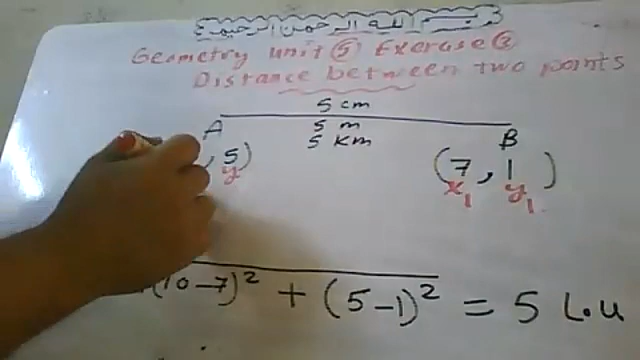 بسم الله الرحمن الرحيم
Geometry unit ⑤ Exercise ②
Distance between two points
5 cm
A 5 m B
5 Km
, 5) (7, 1)
y x₁ y₁
(10-7)² + (5-1)² = 5 L.u